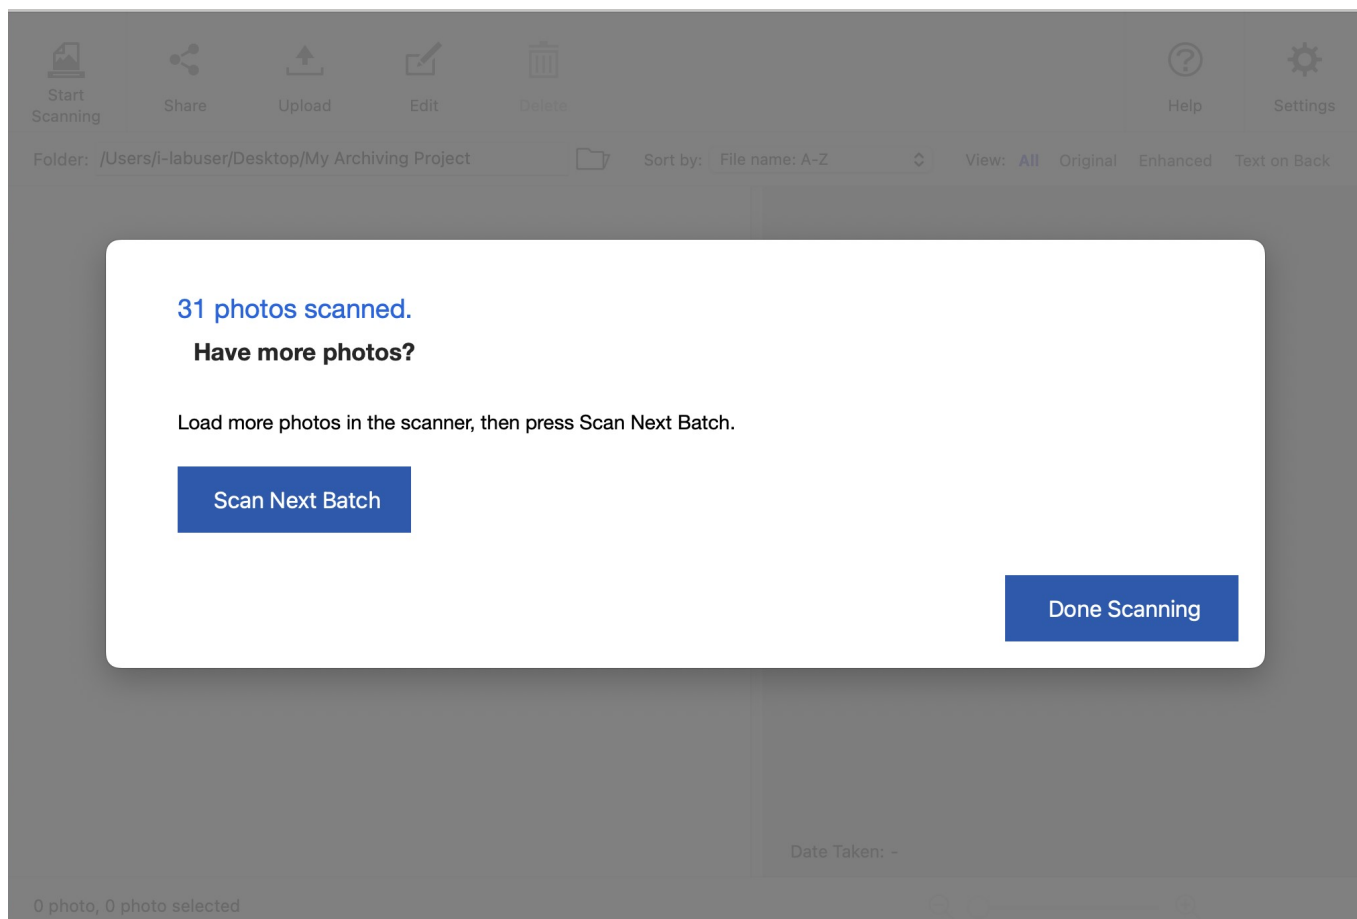 Start
Scanning
Share
Upload
Edit
Delete
Help
Settings
Folder: /Users/i-labuser/Desktop/My Archiving Project
Sort by: File name: A-Z
View: All Original Enhanced Text on Back
31 photos scanned.
Have more photos?
Load more photos in the scanner, then press Scan Next Batch.
Scan Next Batch
Done Scanning
Date Taken: -
0 photo, 0 photo selected